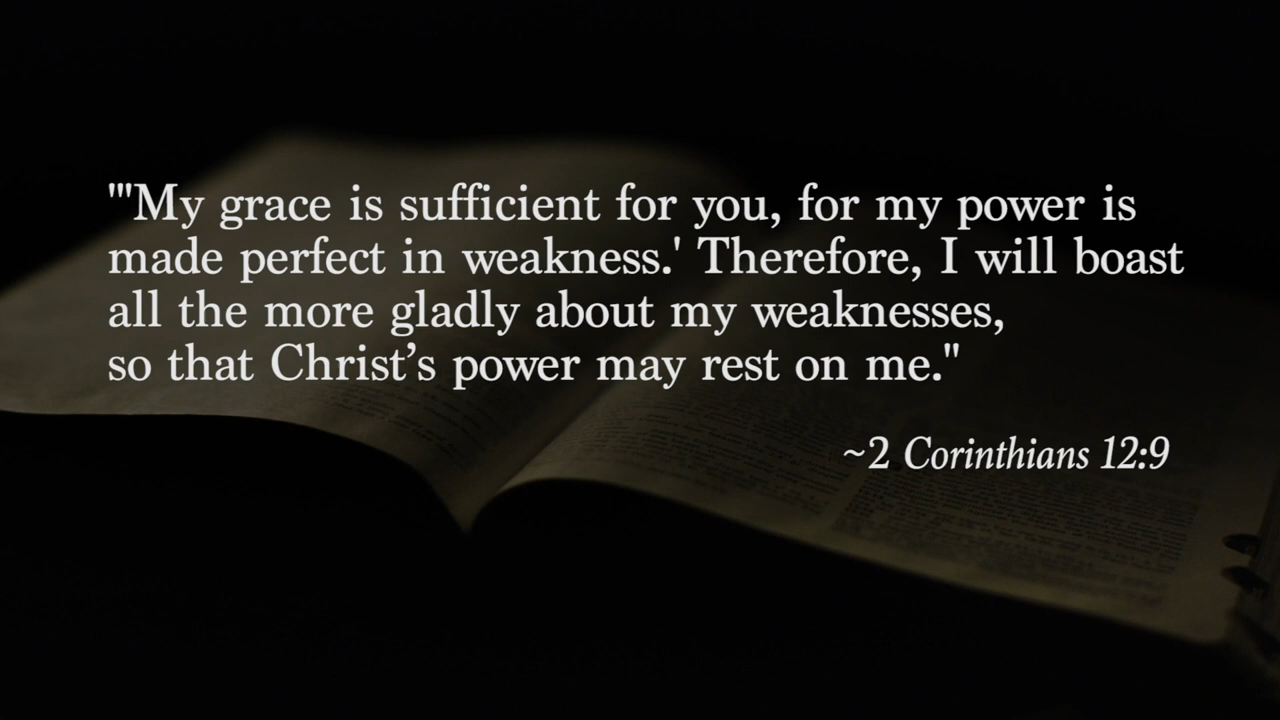 "'My grace is sufficient for you, for my power is
made perfect in weakness.' Therefore, I will boast
all the more gladly about my weaknesses,
so that Christ’s power may rest on me."
~2 Corinthians 12:9